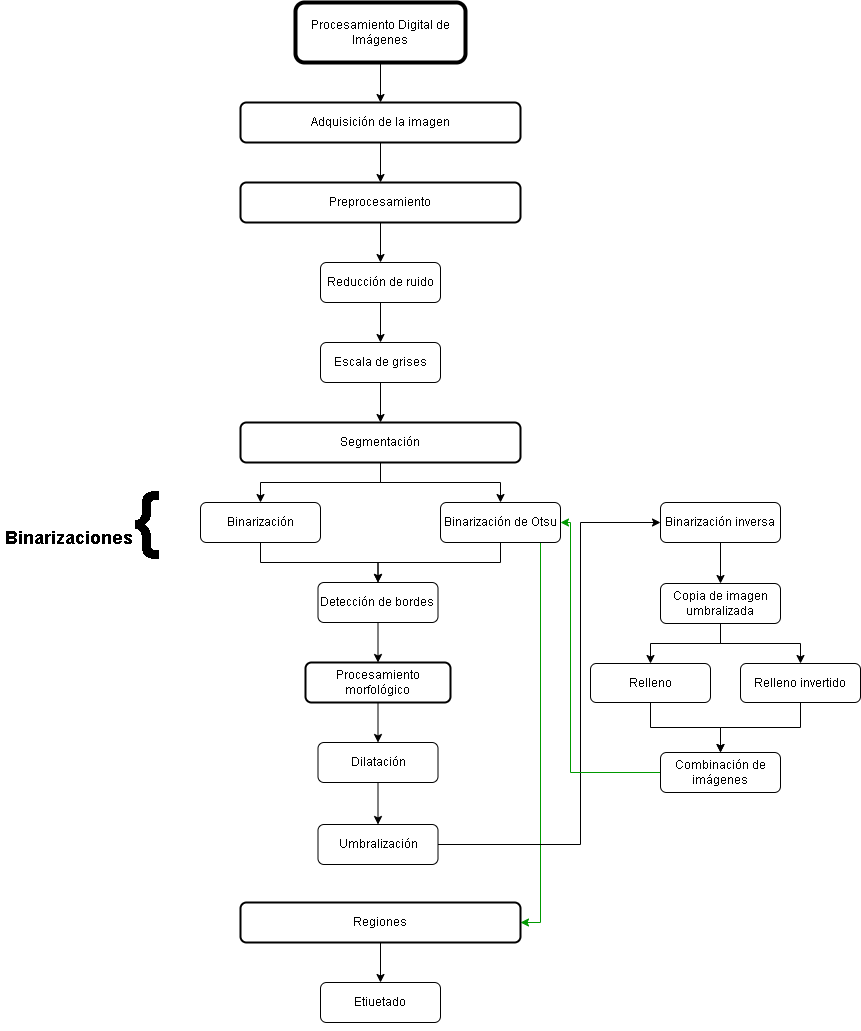 Procesamiento Digital de
Imágenes
Adquisición de la imagen
Preprocesamiento
Reducción de ruido
Escala de grises
Segmentación
Binarizaciones {
Binarización
Binarización de Otsu
Binarización inversa
Detección de bordes
Copia de imagen
umbralizada
Procesamiento
morfológico
Relleno
Relleno invertido
Dilatación
Combinación de
imágenes
Umbralización
Regiones
Etiuetado